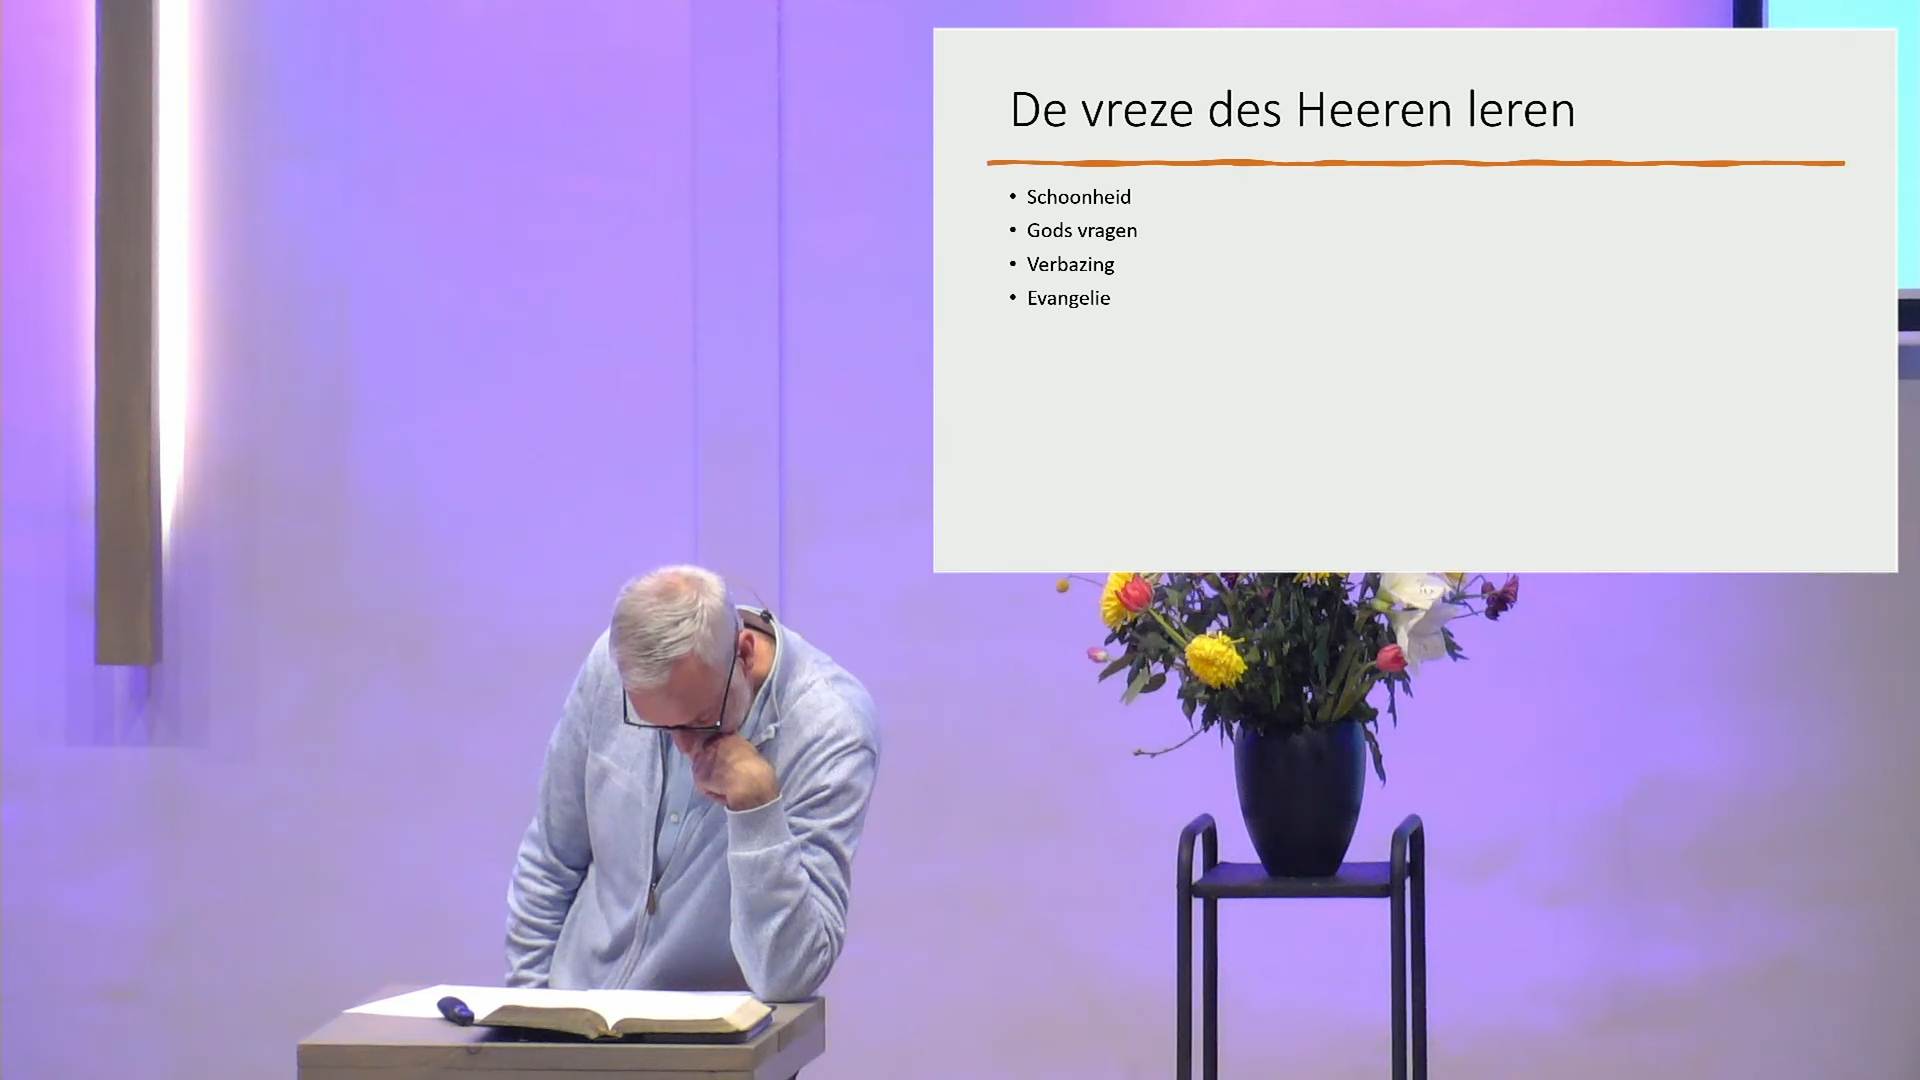 De vreze des Heeren leren
• Schoonheid
• Gods vragen
• Verbazing
• Evangelie